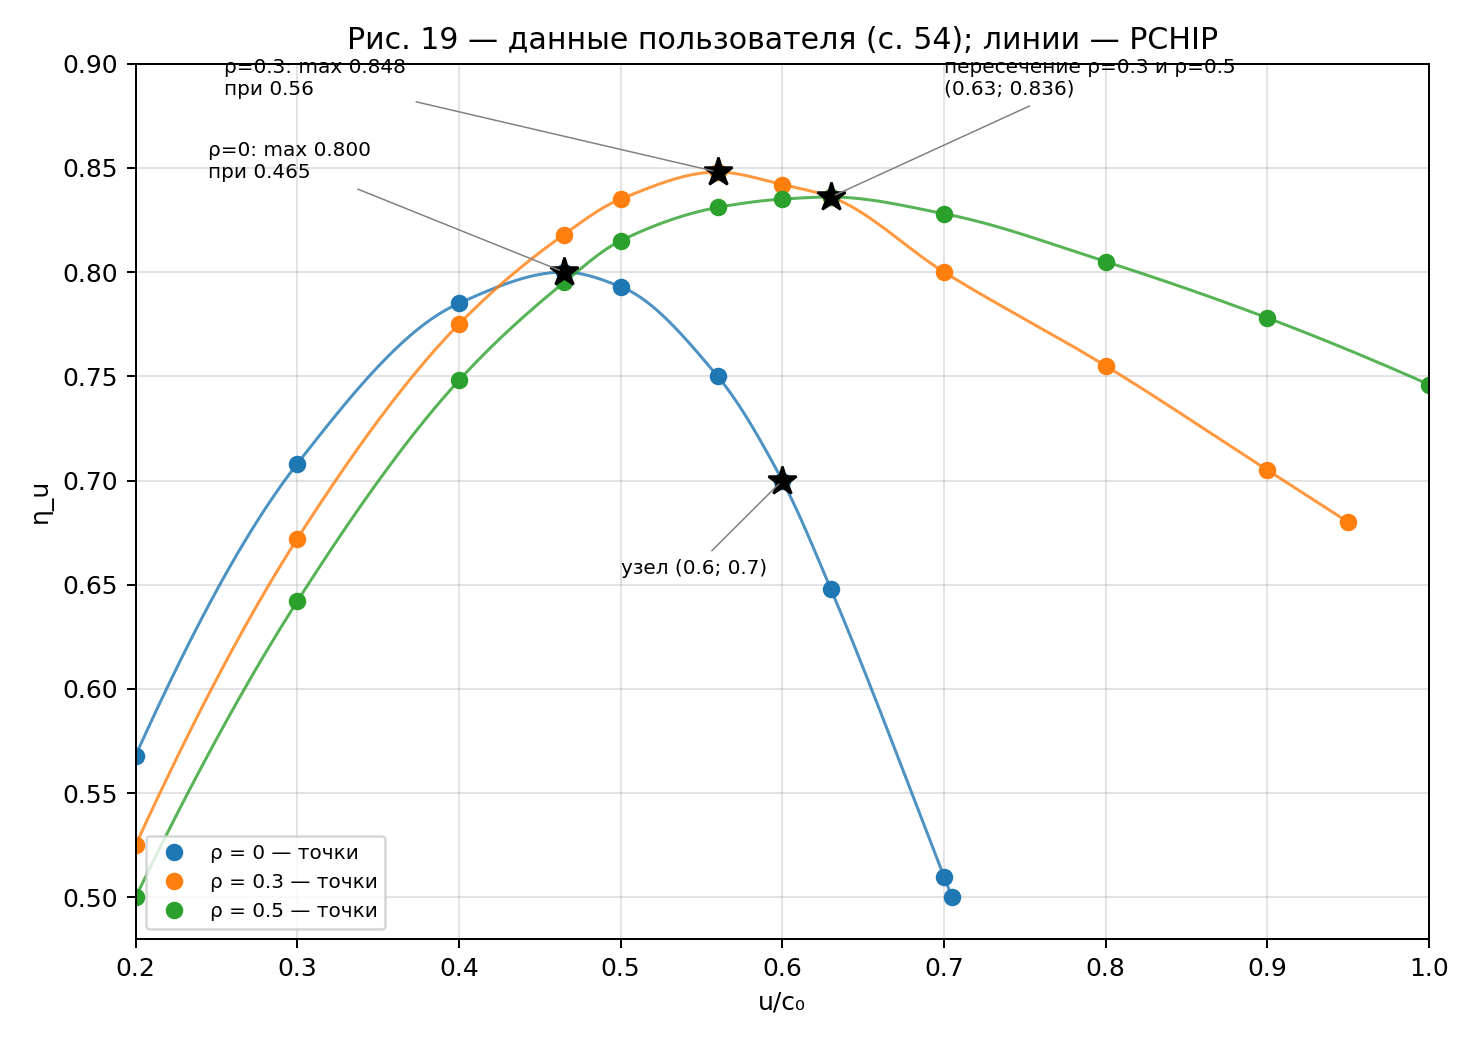 Рис. 19 — данные пользователя (с. 54); линии — PCHIP
ρ=0.3: max 0.848
при 0.56
пересечение ρ=0.3 и ρ=0.5
(0.63; 0.836)
ρ=0: max 0.800
при 0.465
узел (0.6; 0.7)
η_u
0.90
0.85
0.80
0.75
0.70
0.65
0.60
0.55
0.50
ρ = 0 — точки
ρ = 0.3 — точки
ρ = 0.5 — точки
0.2 0.3 0.4 0.5 0.6 0.7 0.8 0.9 1.0
u/c₀